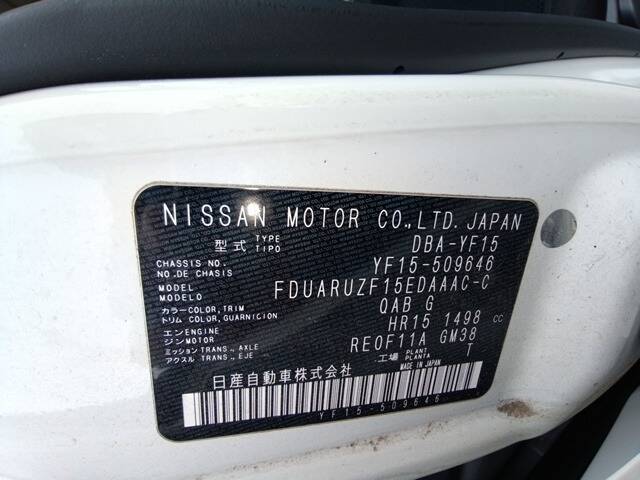 NISSAN MOTOR CO.,LTD. JAPAN
型式 TYPE TIPO DBA-YF15
CHASSIS NO. YF15-509646
NO.DE CHASIS
MODEL FDUARUZF15EDAAAC-C
MODELO
カラー COLOR, TRIM QAB G
トリム COLOR, GUARNICION
エンジン ENGINE MOTOR HR15 1498 cc
ミッション TRANS., AXLE RE0F11A GM38
アクスル TRANS., EJE
工場 PLANT PLANTA T
日産自動車株式会社 MADE IN JAPAN
YF15-509646